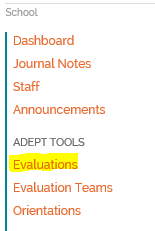 School
Dashboard
Journal Notes
Staff
Announcements
ADEPT TOOLS
Evaluations
Evaluation Teams
Orientations